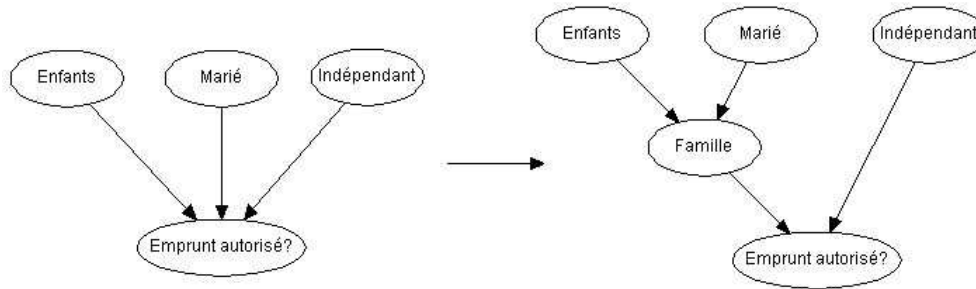 Enfants
Marié
Indépendant
Emprunt autorisé?
Enfants
Marié
Indépendant
Famille
Emprunt autorisé?